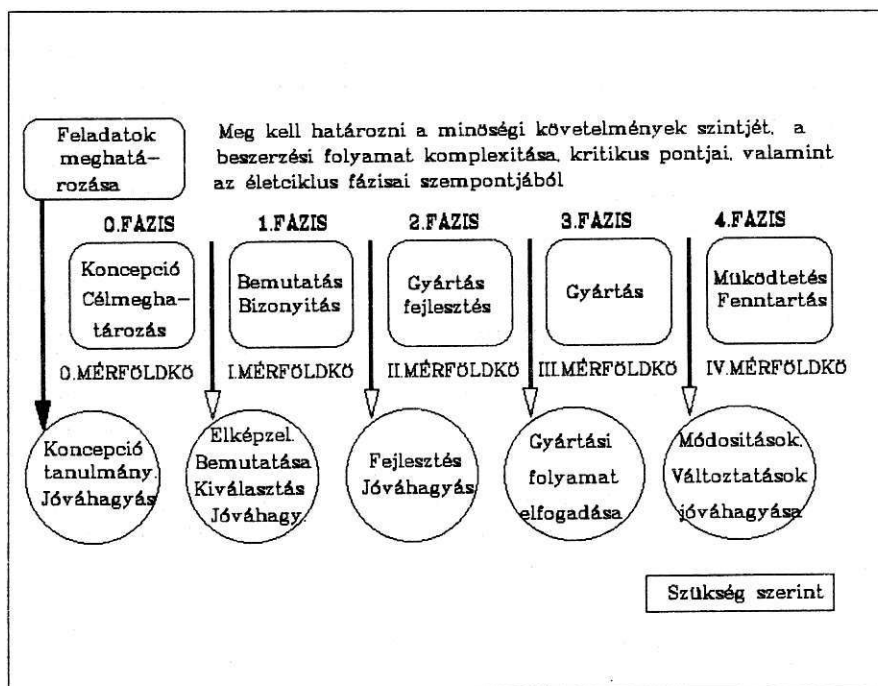 Feladatok
meghatá-
rozása
Meg kell határozni a minöségi követelmények szintjét, a
beszerzési folyamat komplexitása, kritikus pontjai, valamint
az életciklus fázisai szempontjából
0.FAZIS
1.FAZIS
2.FAZIS
3.FAZIS
4.FAZIS
Koncepció
Célmegha-
tározás
Bemutatás
Bizonyitás
Gyártás
fejlesztés
Gyártás
Müködtetés
Fenntartás
0.MÉRFÖLDKÖ
I.MÉRFÖLDKÖ
II.MÉRFÖLDKÖ
III.MÉRFÖLDKÖ
IV.MÉRFÖLDKÖ
Koncepció
tanulmány.
Jóváhagyás
Elképzel.
Bemutatása
Kiválasztás
Jóváhagy.
Fejlesztés
Jóváhagyás
Gyártási
folyamat
elfogadása
Módositások,
Változtatások
jóváhagyása
Szükség szerint